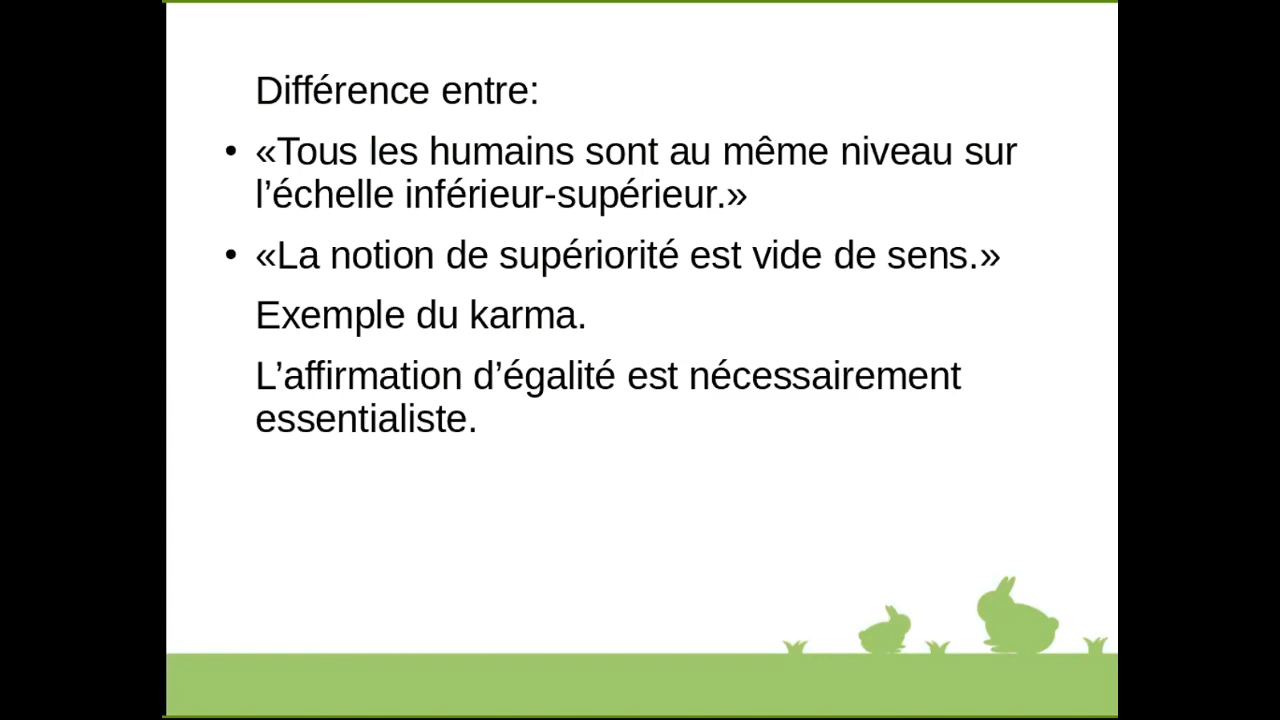 Différence entre:
• «Tous les humains sont au même niveau sur
l’échelle inférieur-supérieur.»
• «La notion de supériorité est vide de sens.»
Exemple du karma.
L’affirmation d’égalité est nécessairement
essentialiste.